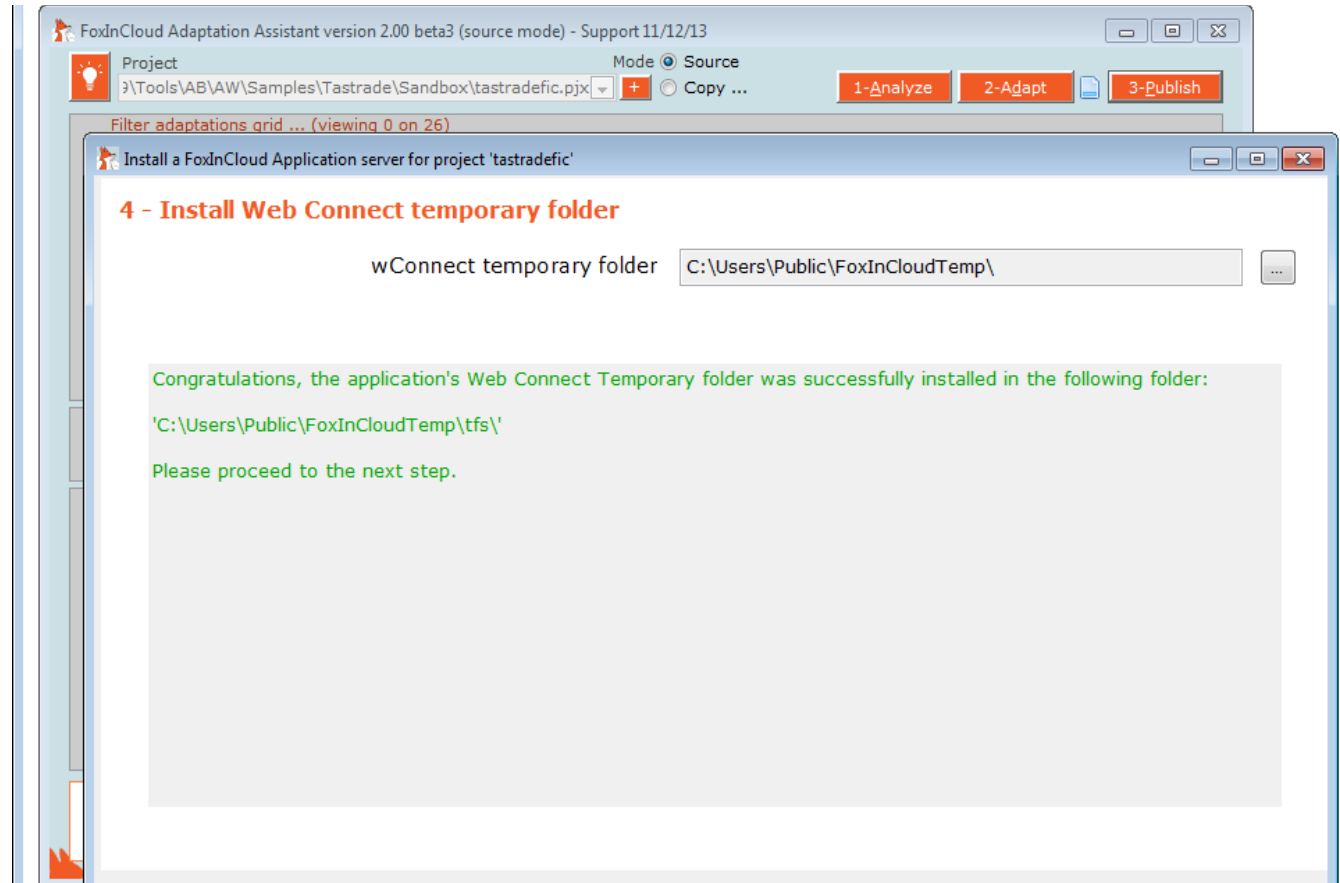 FoxInCloud Adaptation Assistant version 2.00 beta3 (source mode) - Support 11/12/13
Project
Mode Source
\Tools\AB\AW\Samples\Tastrade\Sandbox\tastradefic.pjx + Copy ... 1-Analyze 2-Adapt 3-Publish
Filter adaptations grid ... (viewing 0 on 26)
Install a FoxInCloud Application server for project 'tastradefic'
4 - Install Web Connect temporary folder
wConnect temporary folder C:\Users\Public\FoxInCloudTemp\ ...
Congratulations, the application's Web Connect Temporary folder was successfully installed in the following folder:
'C:\Users\Public\FoxInCloudTemp\tfs\'
Please proceed to the next step.